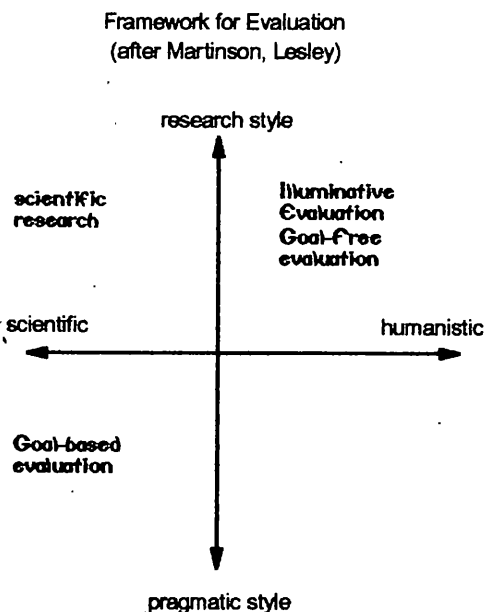 Framework for Evaluation
(after Martinson, Lesley)
research style
scientific
research
Illuminative
Evaluation
Goal-free
evaluation
scientific
humanistic
Goal-based
evaluation
pragmatic style